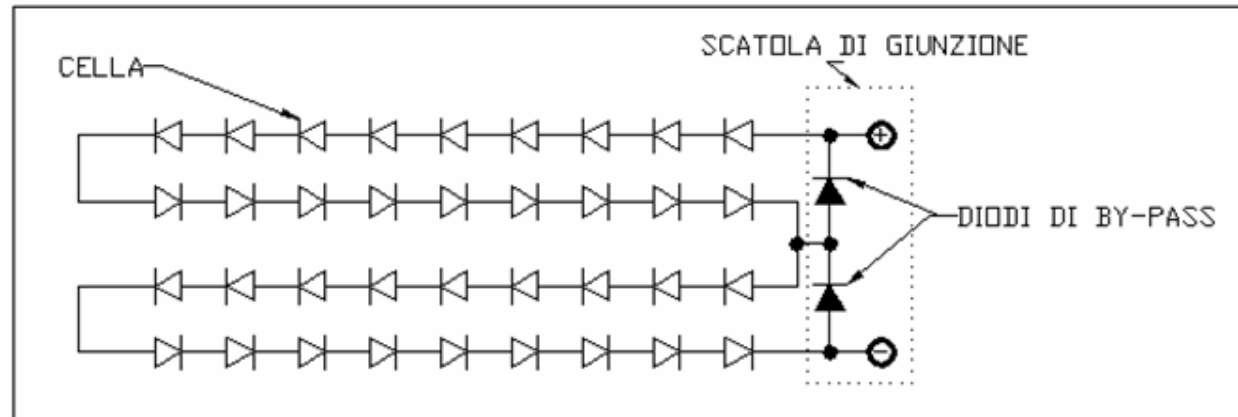 SCATOLA DI GIUNZIONE
CELLA
+
DIODI DI BY-PASS
-